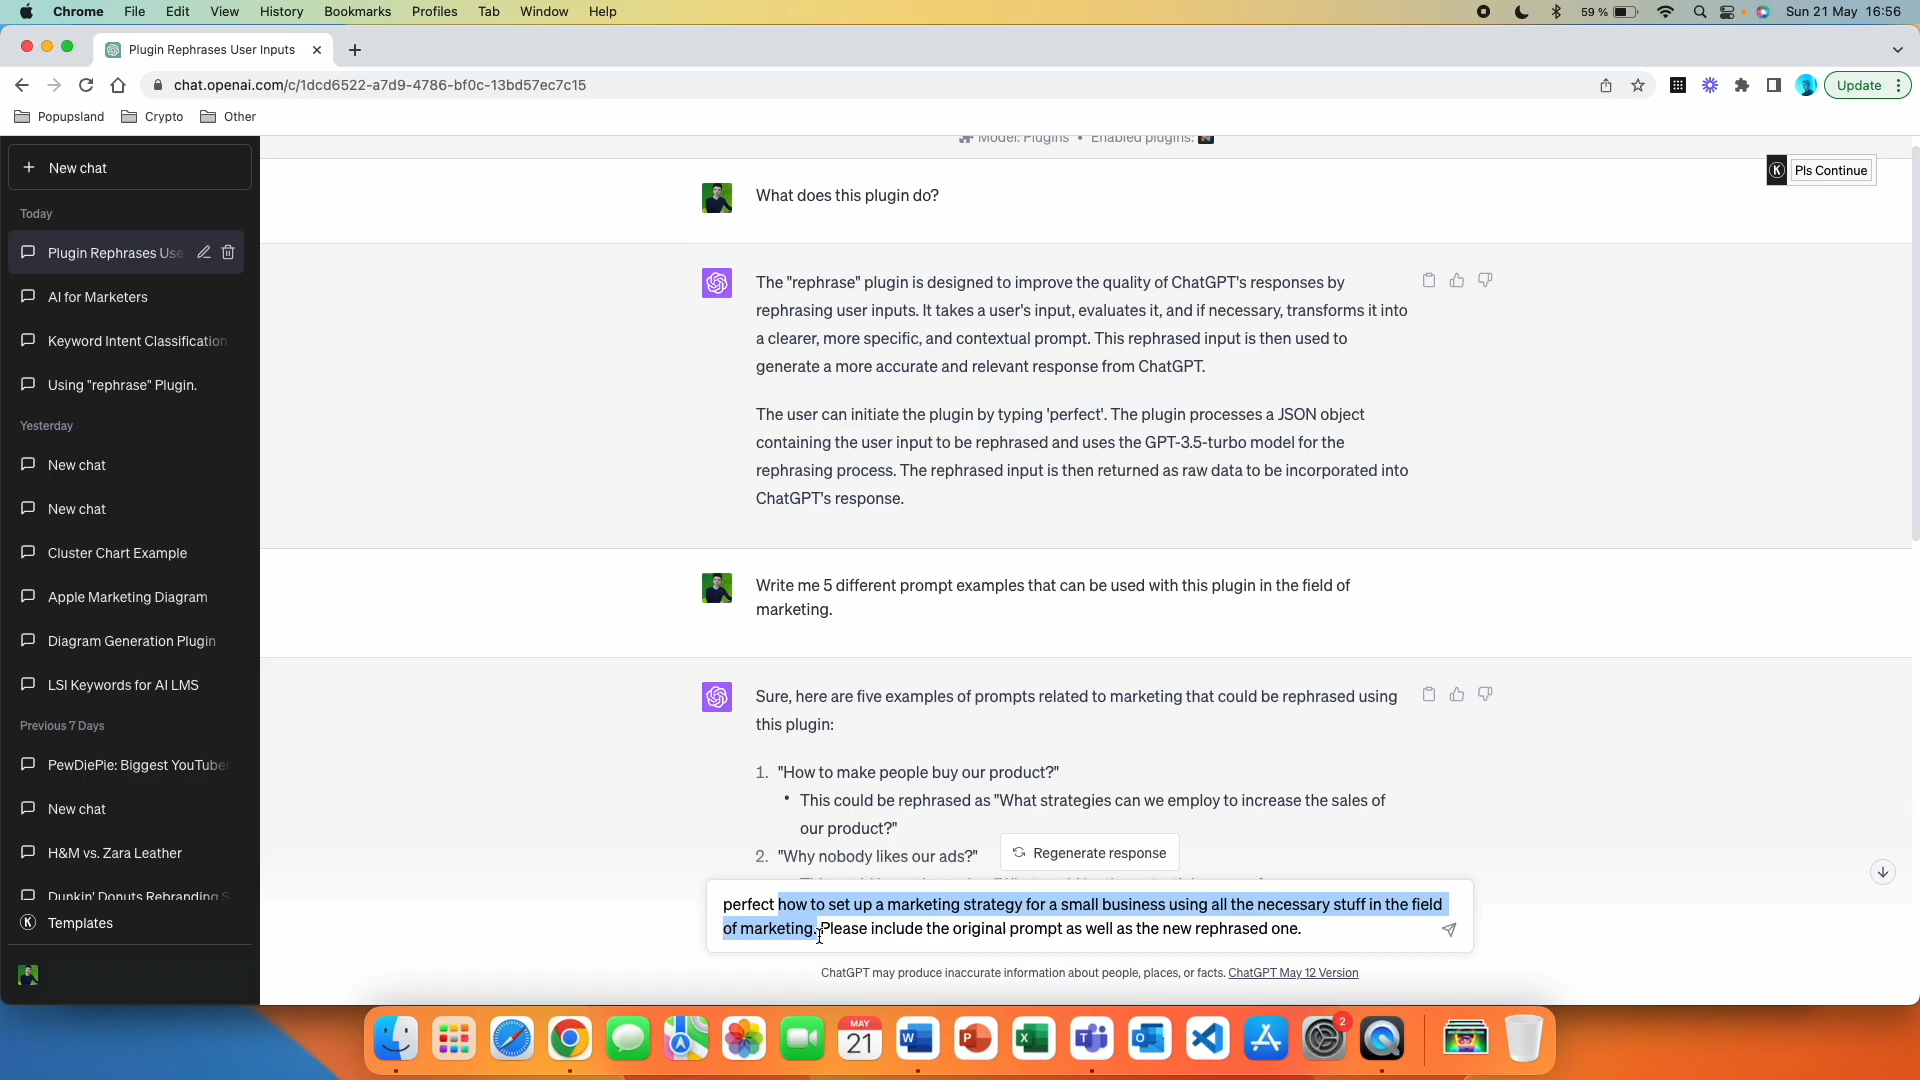 Chrome File Edit View History Bookmarks Profiles Tab Window Help 59 % Sun 21 May 16:56
Plugin Rephrases User Inputs
chat.openai.com/c/1dcd6522-a7d9-4786-bf0c-13bd57ec7c15
Update
Popupsland Crypto Other
New chat
Today
Plugin Rephrases Use
AI for Marketers
Keyword Intent Classification
Using "rephrase" Plugin.
Yesterday
New chat
New chat
Cluster Chart Example
Apple Marketing Diagram
Diagram Generation Plugin
LSI Keywords for AI LMS
Previous 7 Days
PewDiePie: Biggest YouTuber
New chat
H&M vs. Zara Leather
Dunkin' Donuts Rebranding S
K Templates
Model: Plugins • Enabled plugins:
K Pls Continue
What does this plugin do?
The "rephrase" plugin is designed to improve the quality of ChatGPT's responses by
rephrasing user inputs. It takes a user's input, evaluates it, and if necessary, transforms it into
a clearer, more specific, and contextual prompt. This rephrased input is then used to
generate a more accurate and relevant response from ChatGPT.
The user can initiate the plugin by typing 'perfect'. The plugin processes a JSON object
containing the user input to be rephrased and uses the GPT-3.5-turbo model for the
rephrasing process. The rephrased input is then returned as raw data to be incorporated into
ChatGPT's response.
Write me 5 different prompt examples that can be used with this plugin in the field of
marketing.
Sure, here are five examples of prompts related to marketing that could be rephrased using
this plugin:
1. "How to make people buy our product?"
• This could be rephrased as "What strategies can we employ to increase the sales of
our product?"
2. "Why nobody likes our ads?"
Regenerate response
perfect how to set up a marketing strategy for a small business using all the necessary stuff in the field
of marketing. Please include the original prompt as well as the new rephrased one.
ChatGPT may produce inaccurate information about people, places, or facts. ChatGPT May 12 Version
MAY
21
W
P
X
T
O
2